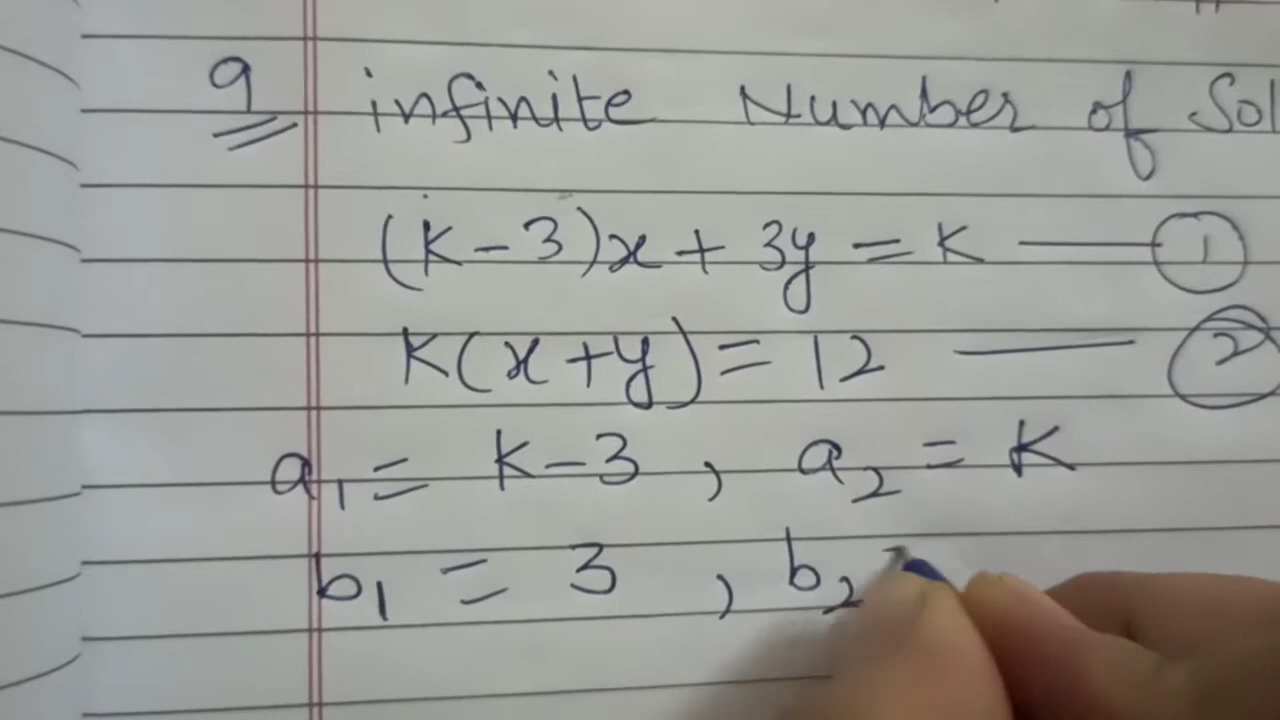 9 infinite Number of Sol
(k-3)x + 3y = k —— 1
K(x+y) = 12 —— 2
a₁ = k-3 , a₂ = K
b₁ = 3 , b₂